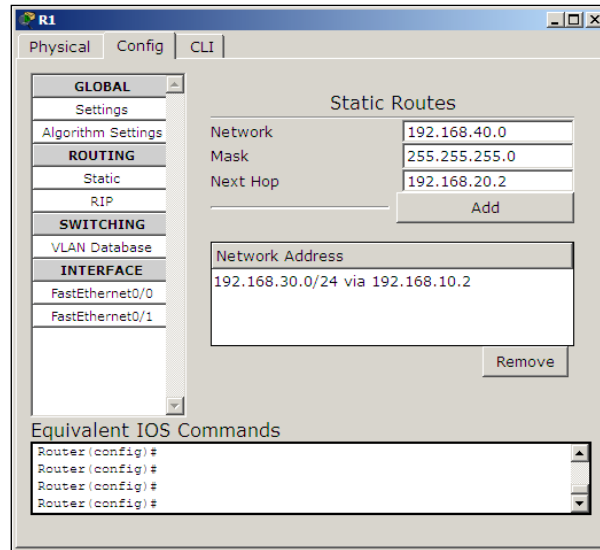 R1
Physical Config CLI
GLOBAL
Settings
Algorithm Settings
ROUTING
Static
RIP
SWITCHING
VLAN Database
INTERFACE
FastEthernet0/0
FastEthernet0/1
Static Routes
Network 192.168.40.0
Mask 255.255.255.0
Next Hop 192.168.20.2
Add
Network Address
192.168.30.0/24 via 192.168.10.2
Remove
Equivalent IOS Commands
Router(config)#
Router(config)#
Router(config)#
Router(config)#